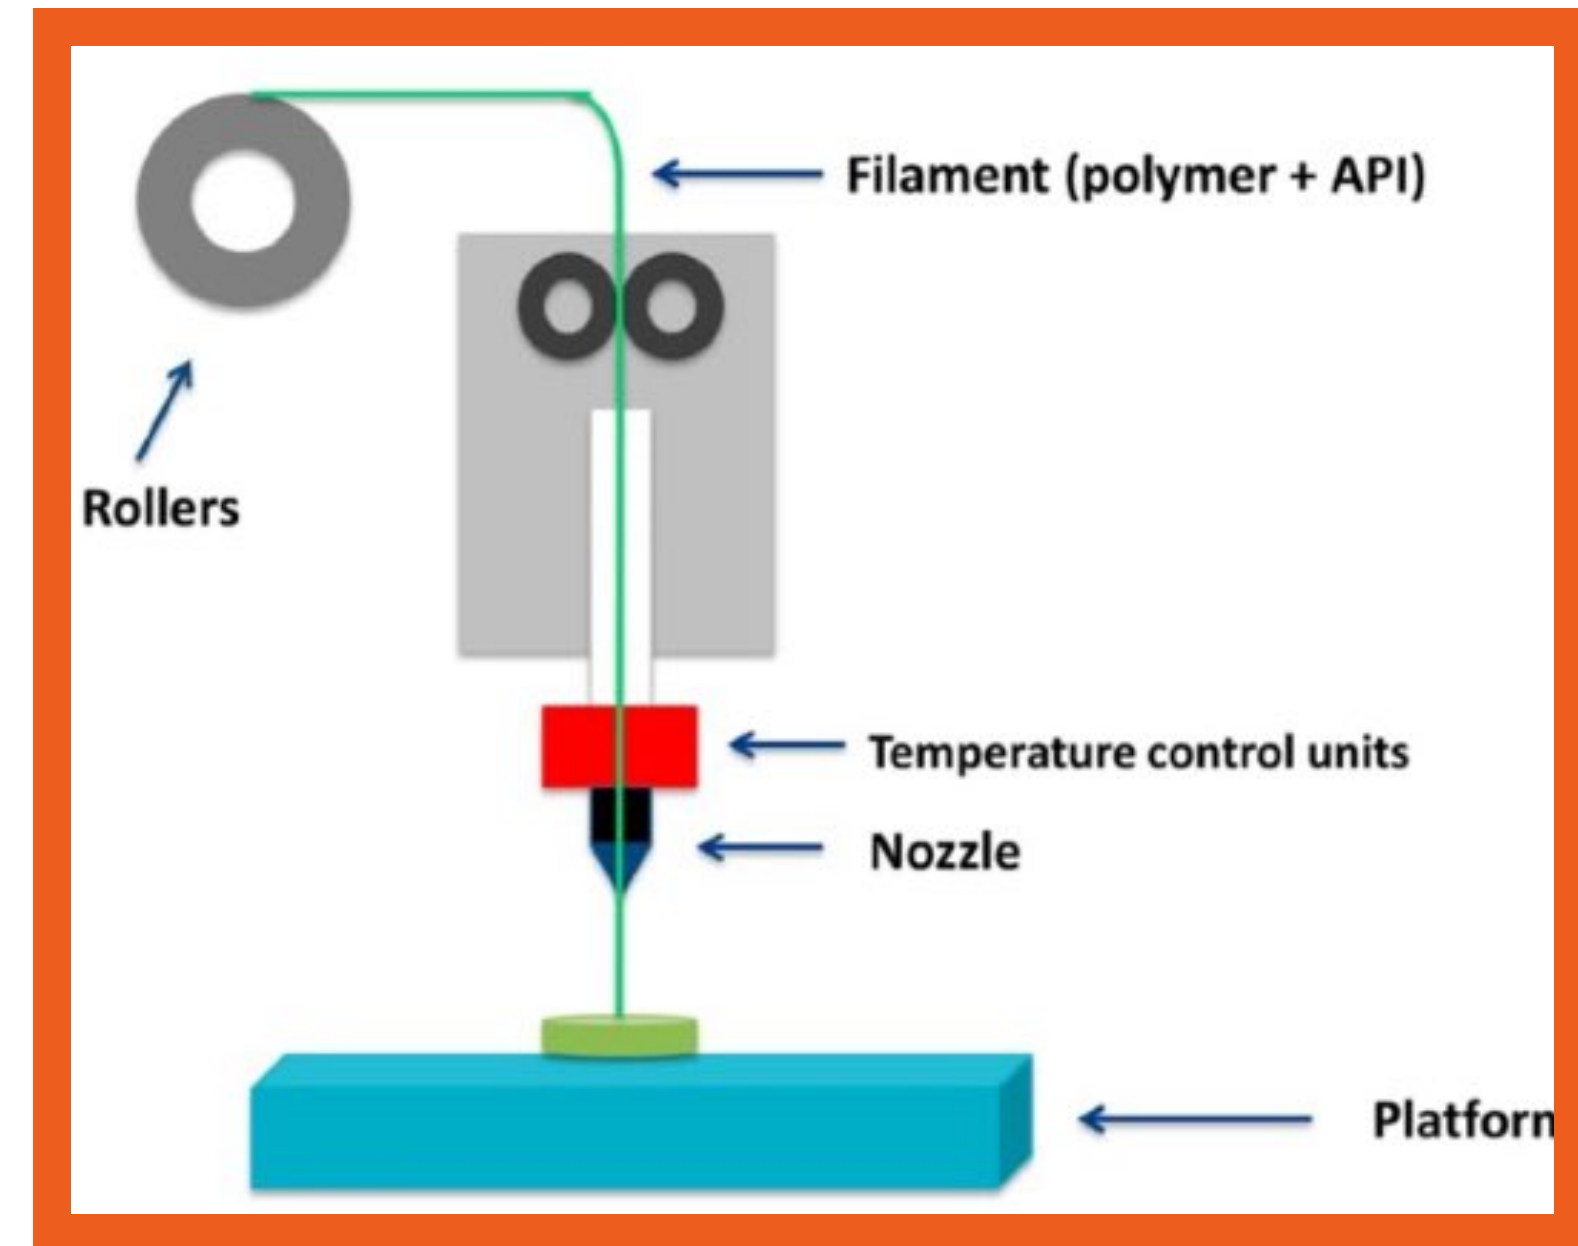 Filament (polymer + API)
Rollers
Temperature control units
Nozzle
Platforn